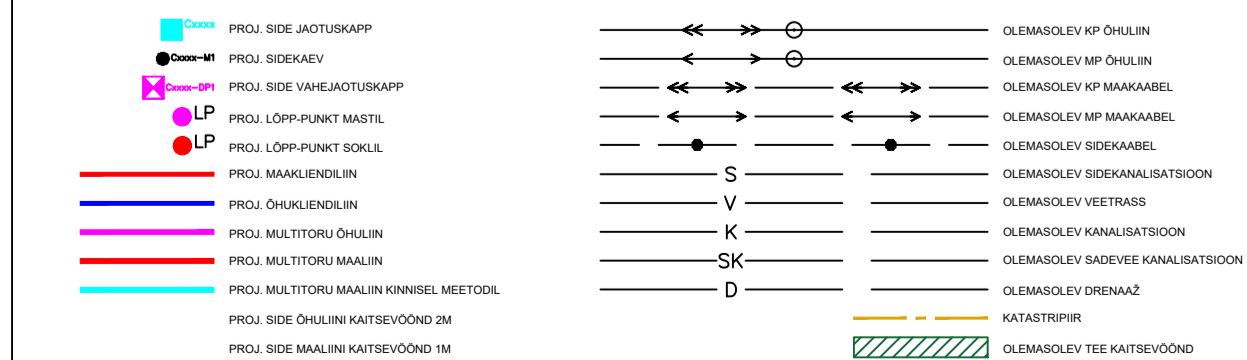 Cxxxx PROJ. SIDE JAOTUSKAPP
Cxxxx-M1 PROJ. SIDEKAEV
Cxxxx-DP1 PROJ. SIDE VAHEJAOTUSKAPP
LP PROJ. LÕPP-PUNKT MASTIL
LP PROJ. LÕPP-PUNKT SOKLIL
PROJ. MAAKLIENDILIIN
PROJ. ÕHUKLIENDILIIN
PROJ. MULTITORU ÕHULIIN
PROJ. MULTITORU MAALIIN
PROJ. MULTITORU MAALIIN KINNISEL MEETODIL
PROJ. SIDE ÕHULIINI KAITSEVÖÖND 2M
PROJ. SIDE MAALIINI KAITSEVÖÖND 1M
OLEMASOLEV KP ÕHULIIN
OLEMASOLEV MP ÕHULIIN
OLEMASOLEV KP MAAKAABEL
OLEMASOLEV MP MAAKAABEL
OLEMASOLEV SIDEKAABEL
S OLEMASOLEV SIDEKANALISATSIOON
V OLEMASOLEV VEETRASS
K OLEMASOLEV KANALISATSIOON
SK OLEMASOLEV SADEVEE KANALISATSIOON
D OLEMASOLEV DRENAAŽ
KATASTRIPIIR
OLEMASOLEV TEE KAITSEVÖÖND